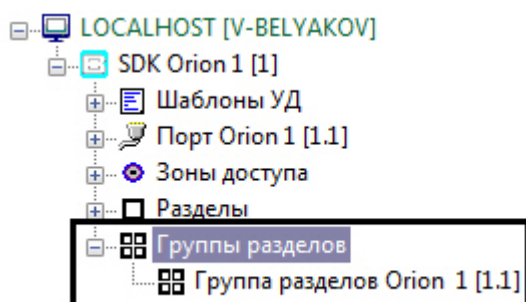 LOCALHOST [V-BELYAKOV]
SDK Orion 1 [1]
Шаблоны УД
Порт Orion 1 [1.1]
Зоны доступа
Разделы
Группы разделов
Группа разделов Orion 1 [1.1]